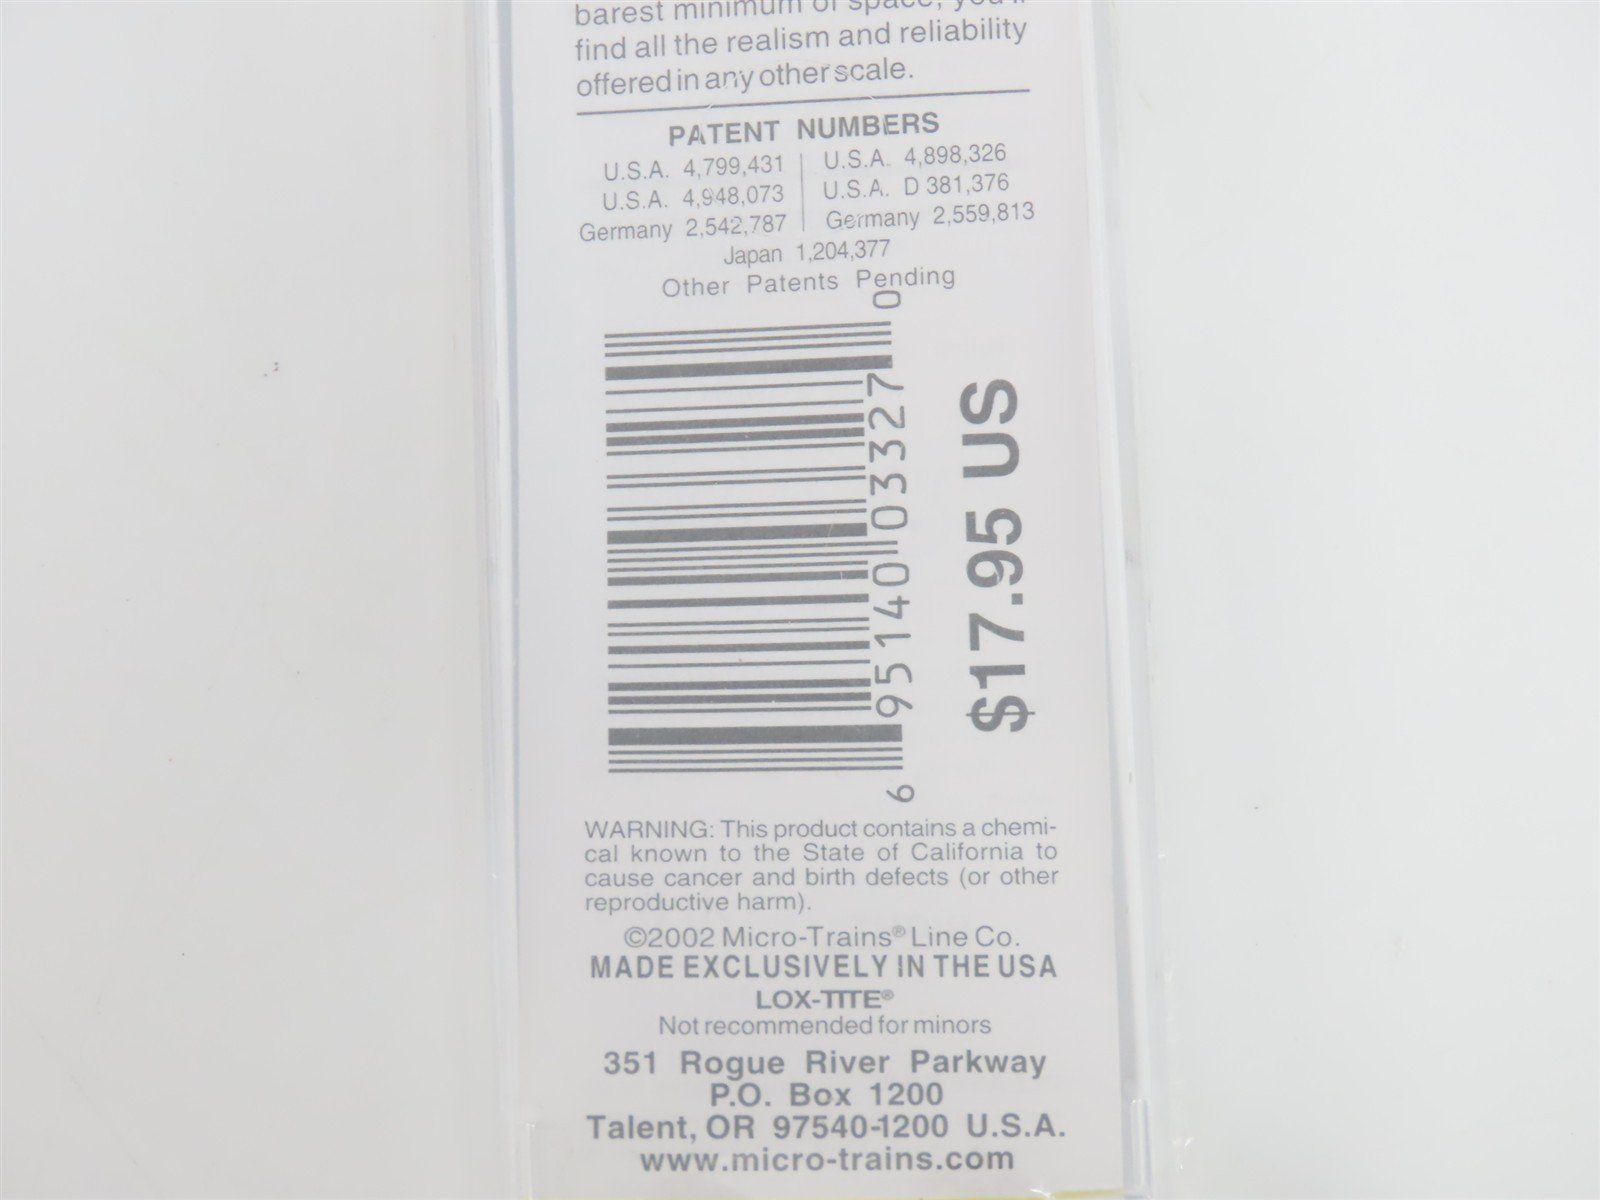 barest minimum of space, you'll
find all the realism and reliability
offered in any other scale.
PATENT NUMBERS
U.S.A. 4,799,431 | U.S.A. 4,898,326
U.S.A. 4,948,073 | U.S.A. D 381,376
Germany 2,542,787 | Germany 2,559,813
Japan 1,204,377
Other Patents Pending
6 95140 03327 0
$17.95 US
WARNING: This product contains a chemi-
cal known to the State of California to
cause cancer and birth defects (or other
reproductive harm).
©2002 Micro-Trains® Line Co.
MADE EXCLUSIVELY IN THE USA
LOX-TITE®
Not recommended for minors
351 Rogue River Parkway
P.O. Box 1200
Talent, OR 97540-1200 U.S.A.
www.micro-trains.com